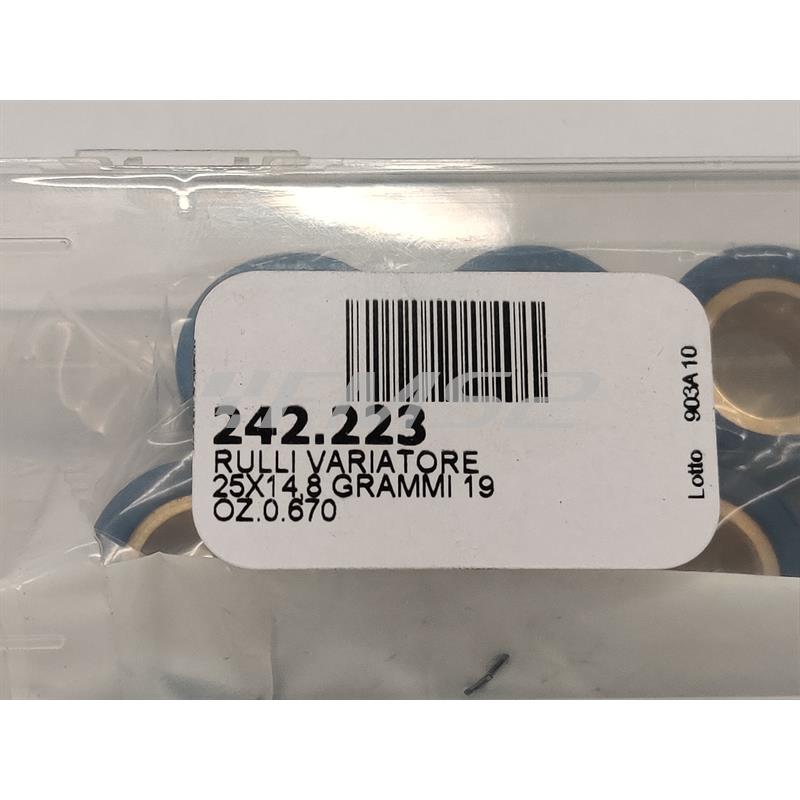 242.223
RULLI VARIATORE
25X14,8 GRAMMI 19
OZ.0.670
Lotto 903A10